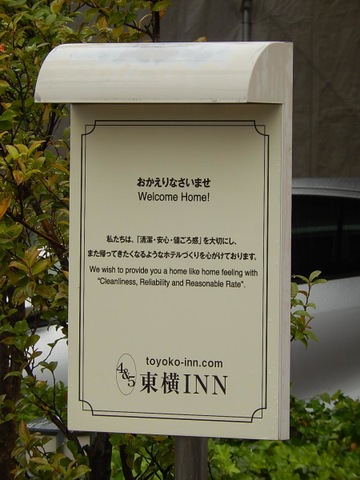 おかえりなさいませ
Welcome Home!
私たちは、「清潔・安心・値ごろ感」を大切にし、
また帰ってきたくなるようなホテルづくりを心がけております。
We wish to provide you a home like home feeling with
"Cleanliness, Reliability and Reasonable Rate".
toyoko-inn.com
4&5 東横INN